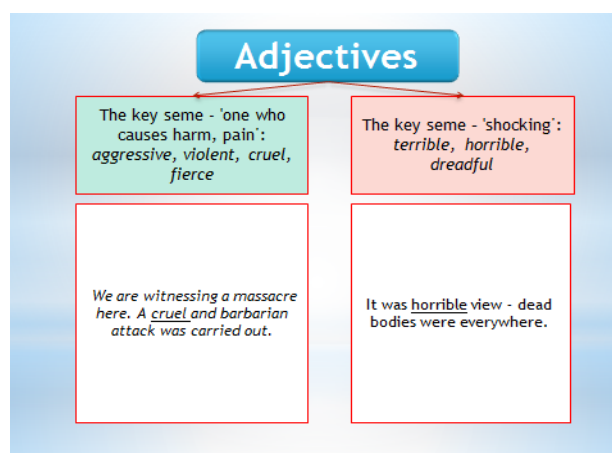 Adjectives
The key seme - 'one who
causes harm, pain':
aggressive, violent, cruel,
fierce
The key seme - 'shocking':
terrible, horrible,
dreadful
We are witnessing a massacre
here. A cruel and barbarian
attack was carried out.
It was horrible view - dead
bodies were everywhere.